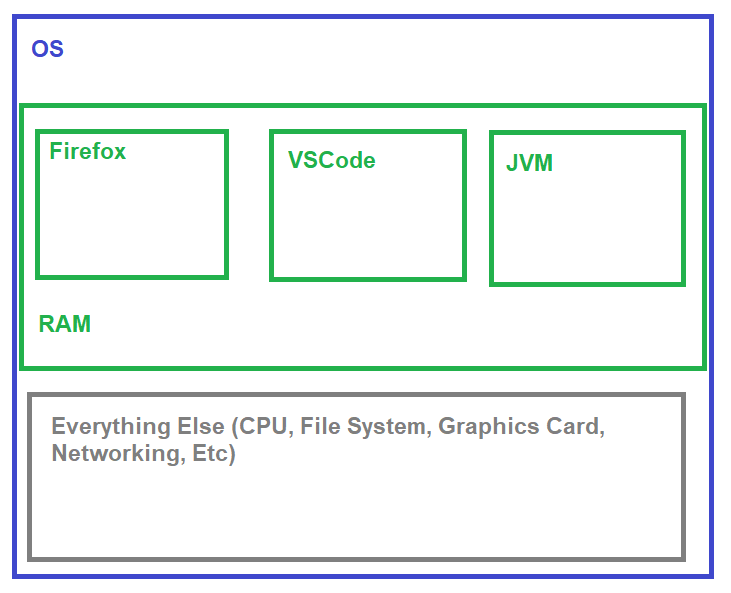 OS
Firefox
VSCode
JVM
RAM
Everything Else (CPU, File System, Graphics Card,
Networking, Etc)